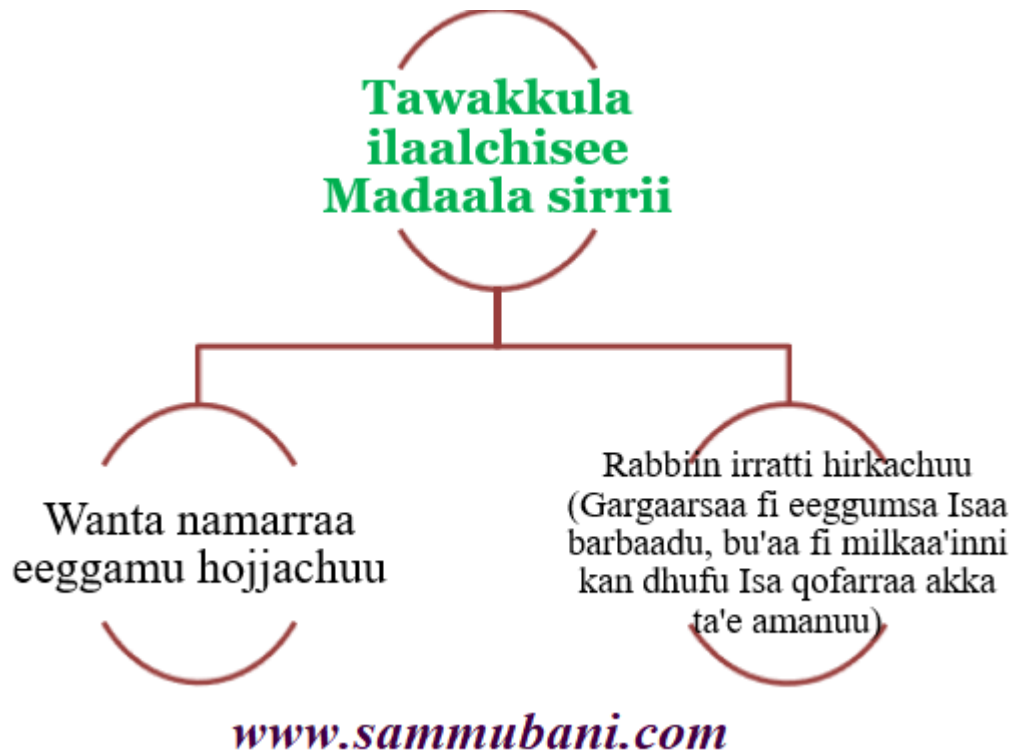 Tawakkula
ilaalchisee
Madaala sirrii
Wanta namarraa
eeggamu hojjachuu
Rabbiin irratti hirkachuu
(Gargaarsaa fi eeggumsa Isaa
barbaadu, bu'aa fi milkaa'inni
kan dhufu Isa qofarraa akka
ta'e amanuu)
www.sammubani.com